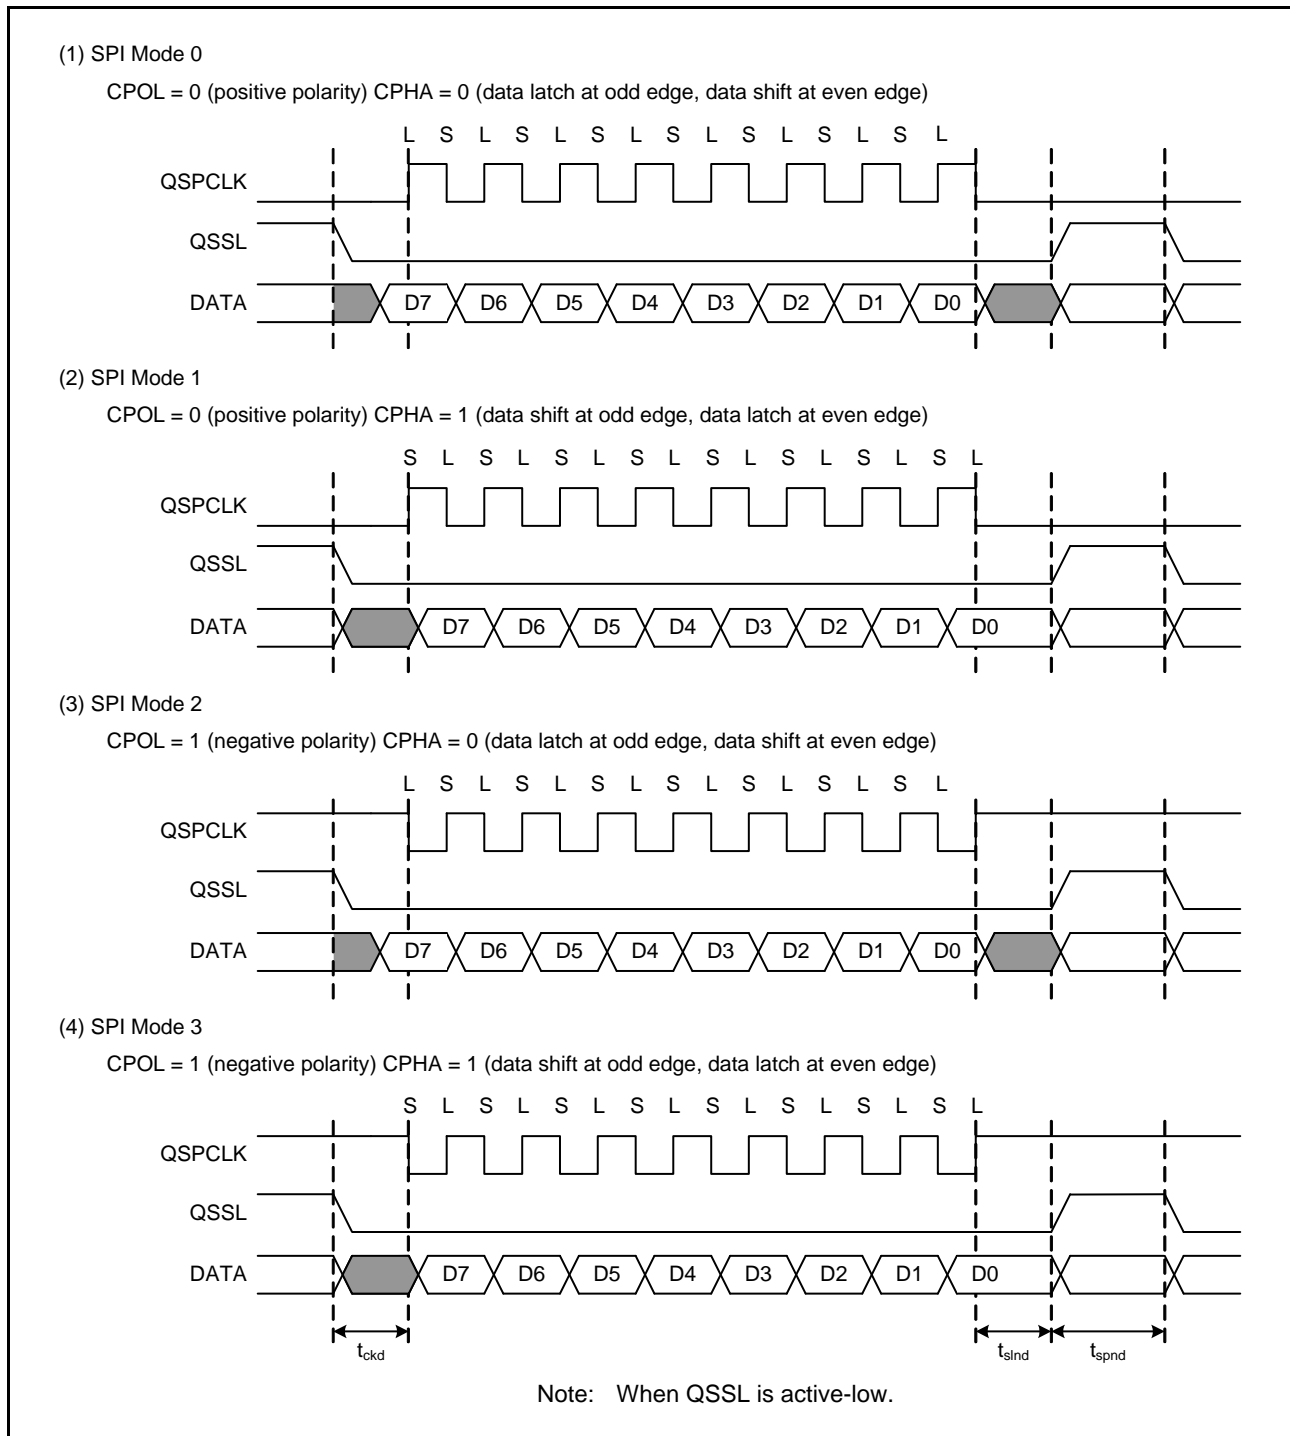 (1) SPI Mode 0
CPOL = 0 (positive polarity) CPHA = 0 (data latch at odd edge, data shift at even edge)
L S L S L S L S L S L S L S L
QSPCLK
QSSL
DATA D7 D6 D5 D4 D3 D2 D1 D0
(2) SPI Mode 1
CPOL = 0 (positive polarity) CPHA = 1 (data shift at odd edge, data latch at even edge)
S L S L S L S L S L S L S L S L
QSPCLK
QSSL
DATA D7 D6 D5 D4 D3 D2 D1 D0
(3) SPI Mode 2
CPOL = 1 (negative polarity) CPHA = 0 (data latch at odd edge, data shift at even edge)
L S L S L S L S L S L S L S L
QSPCLK
QSSL
DATA D7 D6 D5 D4 D3 D2 D1 D0
(4) SPI Mode 3
CPOL = 1 (negative polarity) CPHA = 1 (data shift at odd edge, data latch at even edge)
S L S L S L S L S L S L S L S L
QSPCLK
QSSL
DATA D7 D6 D5 D4 D3 D2 D1 D0
tckd tslnd tspnd
Note: When QSSL is active-low.